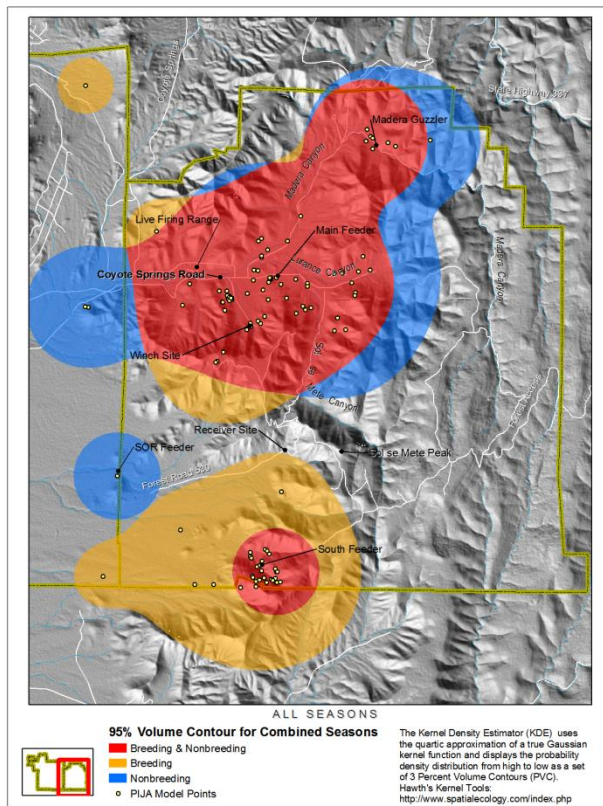 Coyote Springs
State Highway 337
Madera Guzzler
Madera Canyon
Live Firing Range
Main Feeder
Lurance Canyon
Coyote Springs Road
Madera Canyon
Winch Site
Sol se Mete Canyon
Receiver Site
SOR Feeder
Sol se Mete Peak
Forest Road 530
South Feeder
ALL SEASONS
95% Volume Contour for Combined Seasons
Breeding & Nonbreeding
Breeding
Nonbreeding
PIJA Model Points
The Kernel Density Estimator (KDE) uses
the quartic approximation of a true Gaussian
kernel function and displays the probability
density distribution from high to low as a set
of 3 Percent Volume Contours (PVC).
Hawth's Kernel Tools:
http://www.spatialecology.com/index.php